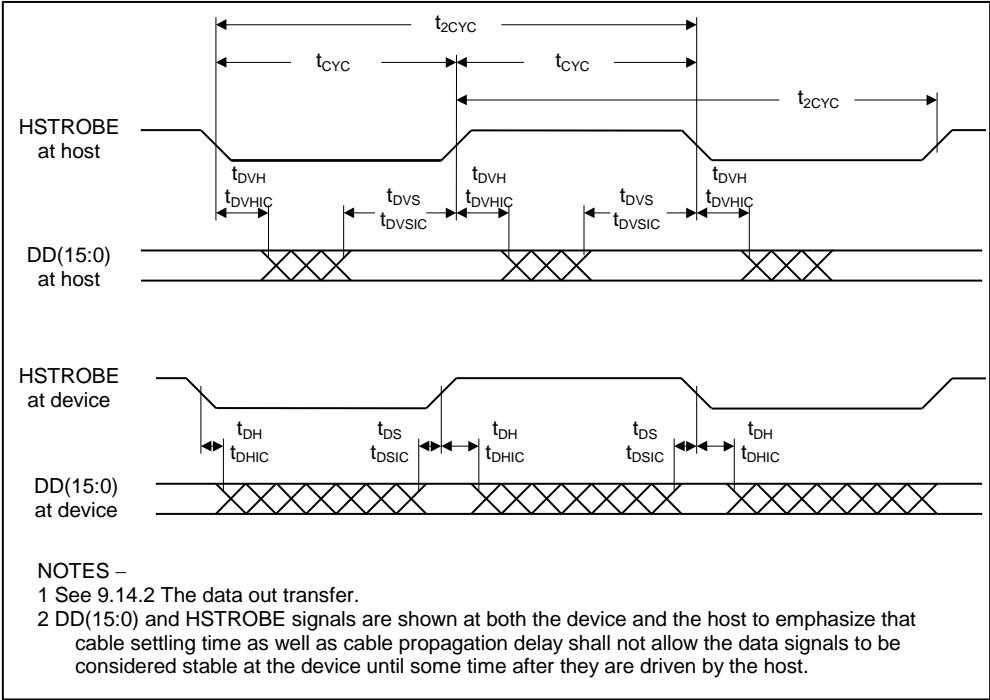 t2CYC
tCYC tCYC
t2CYC
HSTROBE
at host
tDVH tDVH tDVH
tDVHIC tDVS tDVHIC tDVS tDVHIC
tDVSIC tDVSIC
DD(15:0)
at host
HSTROBE
at device
tDH tDS tDH tDS tDH
tDHIC tDSIC tDHIC tDSIC tDHIC
DD(15:0)
at device
NOTES –
1 See 9.14.2 The data out transfer.
2 DD(15:0) and HSTROBE signals are shown at both the device and the host to emphasize that
cable settling time as well as cable propagation delay shall not allow the data signals to be
considered stable at the device until some time after they are driven by the host.